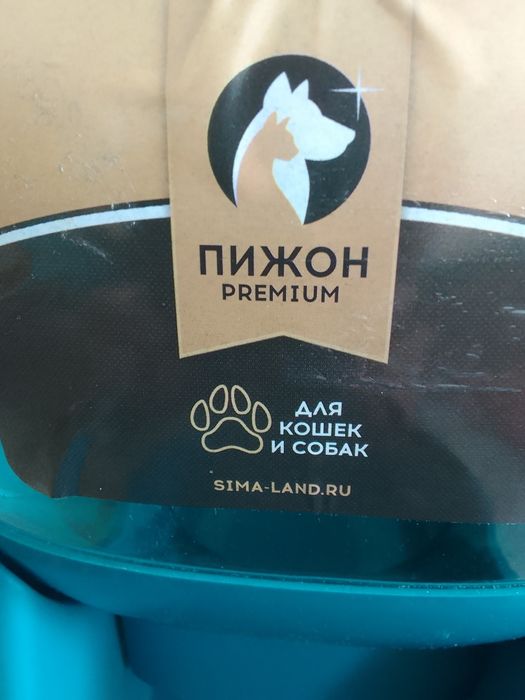 ПИЖОН
PREMIUM
ДЛЯ
КОШЕК
И СОБАК
SIMA-LAND.RU